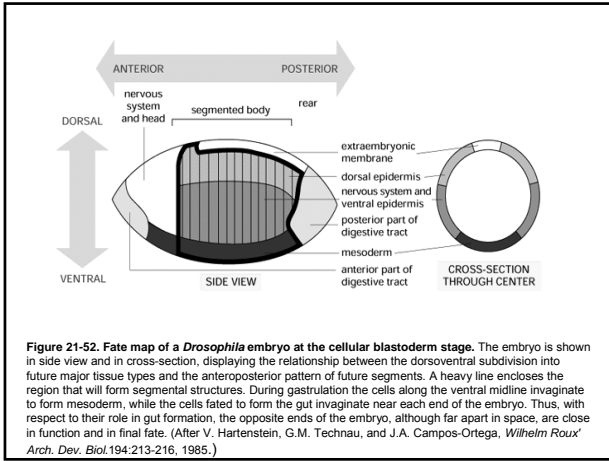 ANTERIOR
POSTERIOR
nervous
system
and head
segmented body
rear
DORSAL
VENTRAL
extraembryonic
membrane
dorsal epidermis
nervous system and
ventral epidermis
posterior part of
digestive tract
mesoderm
anterior part of
digestive tract
SIDE VIEW
CROSS-SECTION
THROUGH CENTER
Figure 21-52. Fate map of a Drosophila embryo at the cellular blastoderm stage. The embryo is shown
in side view and in cross-section, displaying the relationship between the dorsoventral subdivision into
future major tissue types and the anteroposterior pattern of future segments. A heavy line encloses the
region that will form segmental structures. During gastrulation the cells along the ventral midline invaginate
to form mesoderm, while the cells fated to form the gut invaginate near each end of the embryo. Thus, with
respect to their role in gut formation, the opposite ends of the embryo, although far apart in space, are close
in function and in final fate. (After V. Hartenstein, G.M. Technau, and J.A. Campos-Ortega, Wilhelm Roux'
Arch. Dev. Biol.194:213-216, 1985.)